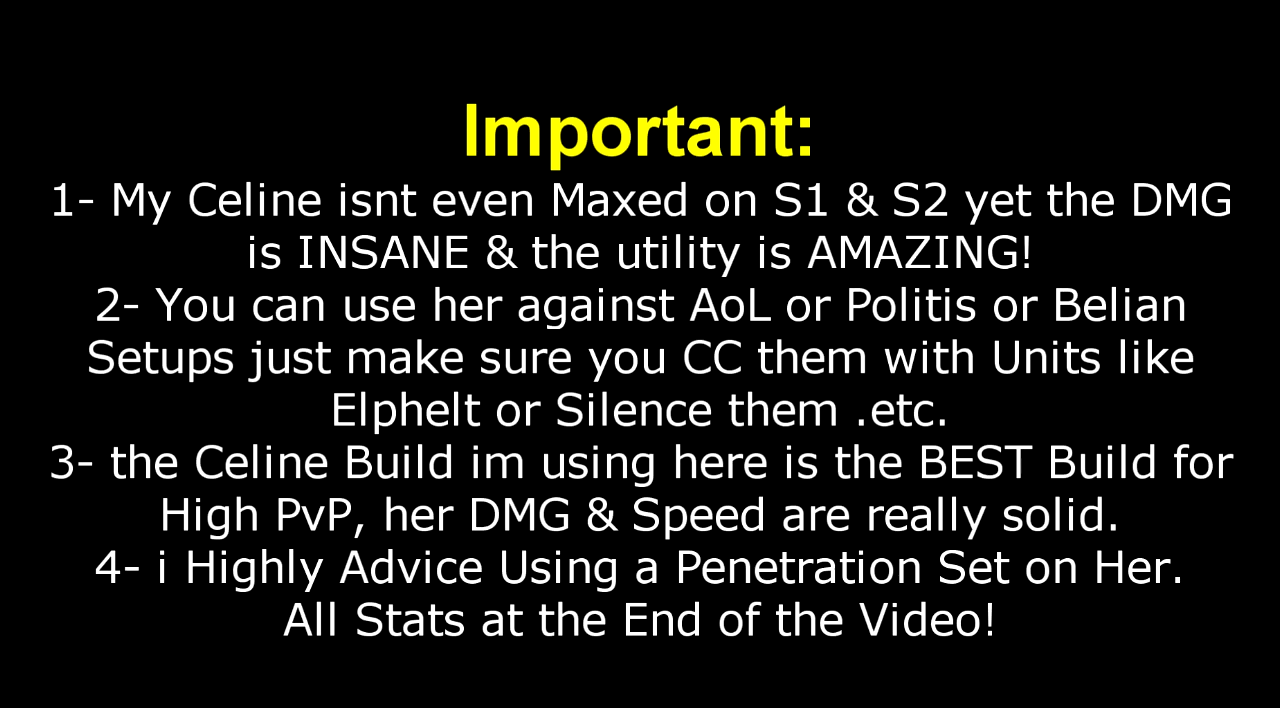 Important:
1- My Celine isnt even Maxed on S1 & S2 yet the DMG
is INSANE & the utility is AMAZING!
2- You can use her against AoL or Politis or Belian
Setups just make sure you CC them with Units like
Elphelt or Silence them .etc.
3- the Celine Build im using here is the BEST Build for
High PvP, her DMG & Speed are really solid.
4- i Highly Advice Using a Penetration Set on Her.
All Stats at the End of the Video!